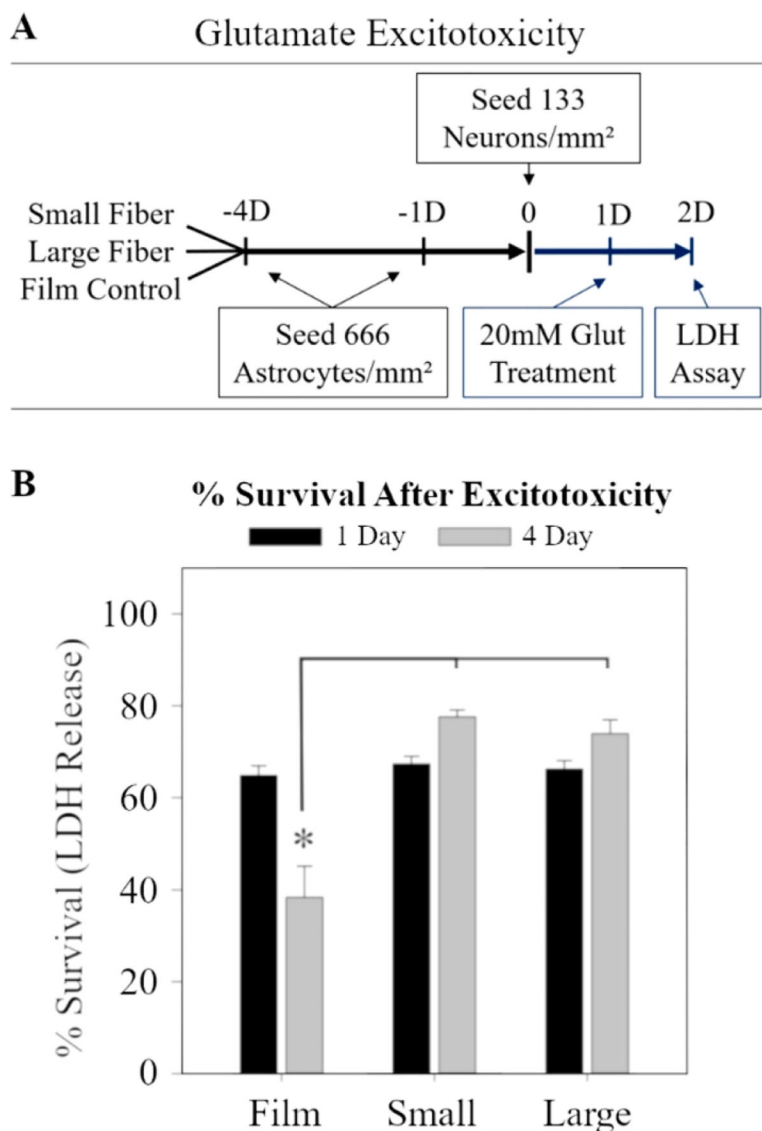 A
Glutamate Excitotoxicity
Seed 133
Neurons/mm²
Small Fiber
Large Fiber
Film Control
-4D
-1D
0
1D
2D
Seed 666
Astrocytes/mm²
20mM Glut
Treatment
LDH
Assay
B
% Survival After Excitotoxicity
1 Day
4 Day
% Survival (LDH Release)
100
80
60
40
20
0
*
Film
Small
Large